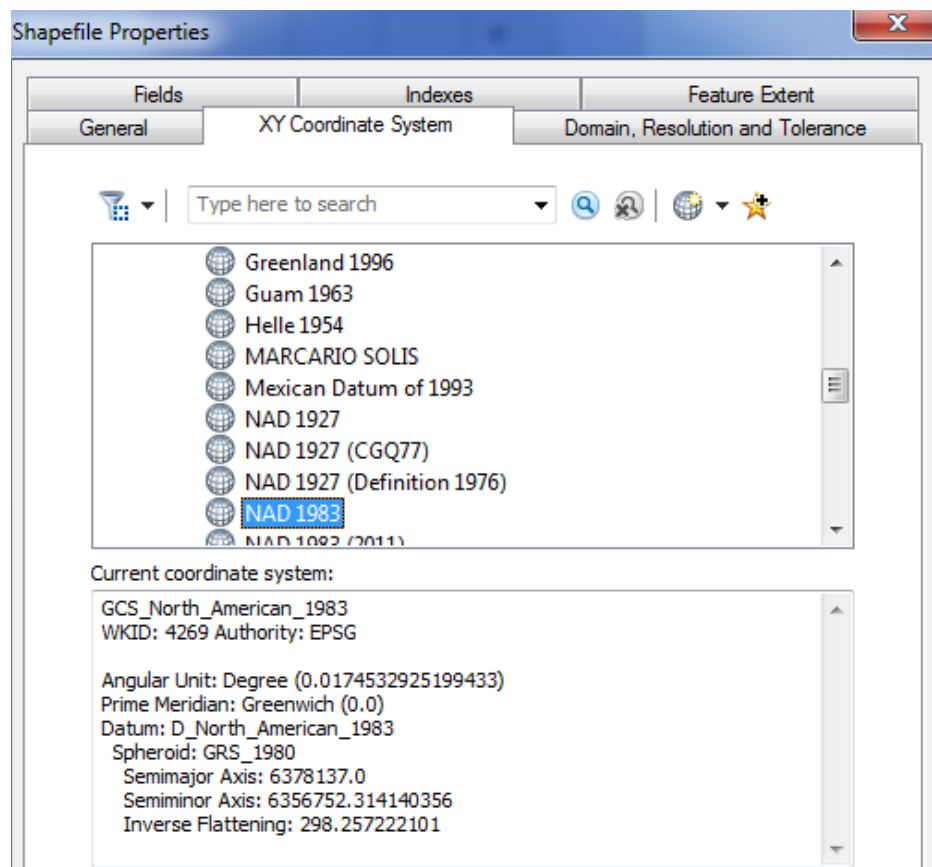 Shapefile Properties
X
Fields Indexes Feature Extent
General XY Coordinate System Domain, Resolution and Tolerance
Type here to search
Greenland 1996
Guam 1963
Helle 1954
MARCARIO SOLIS
Mexican Datum of 1993
NAD 1927
NAD 1927 (CGQ77)
NAD 1927 (Definition 1976)
NAD 1983
NAD 1983 (2011)
Current coordinate system:
GCS_North_American_1983
WKID: 4269 Authority: EPSG
Angular Unit: Degree (0.0174532925199433)
Prime Meridian: Greenwich (0.0)
Datum: D_North_American_1983
Spheroid: GRS_1980
Semimajor Axis: 6378137.0
Semiminor Axis: 6356752.314140356
Inverse Flattening: 298.257222101